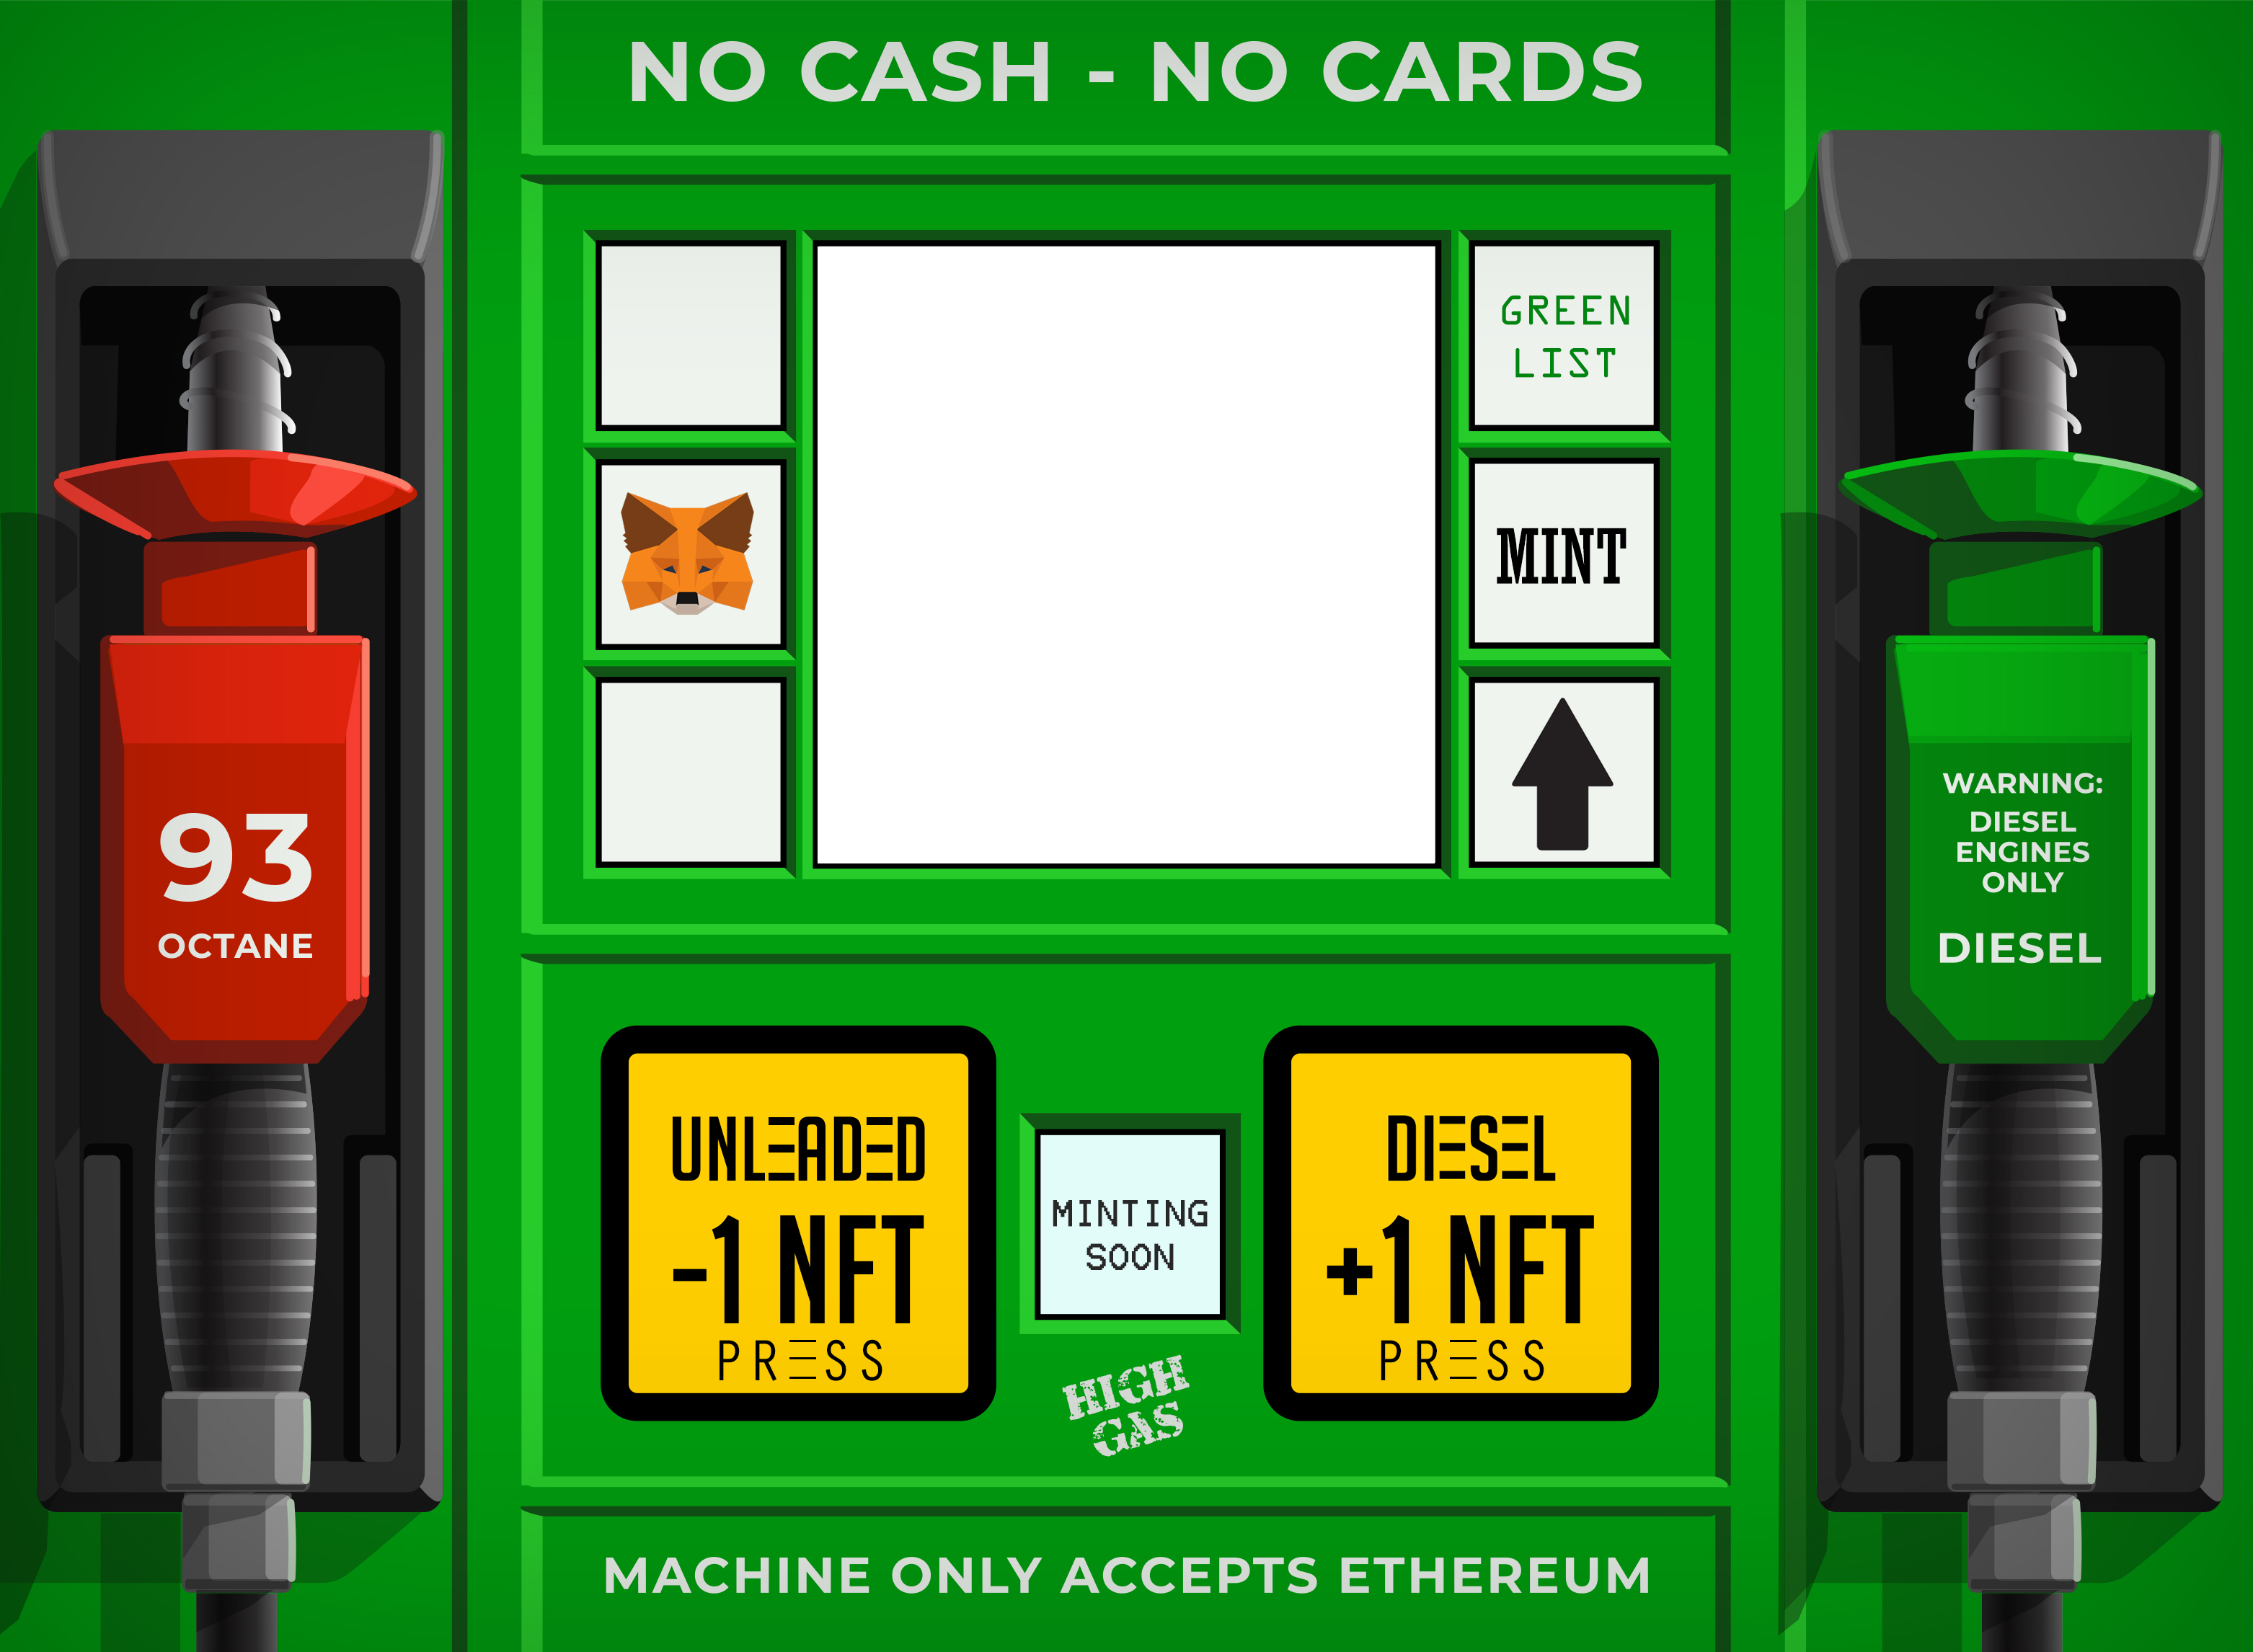 NO CASH - NO CARDS
GREEN
LIST
MINT
93
OCTANE
WARNING:
DIESEL
ENGINES
ONLY
DIESEL
UNLEADED
-1 NFT
PRESS
MINTING
SOON
HIGH
GAS
DIESEL
+1 NFT
PRESS
MACHINE ONLY ACCEPTS ETHEREUM